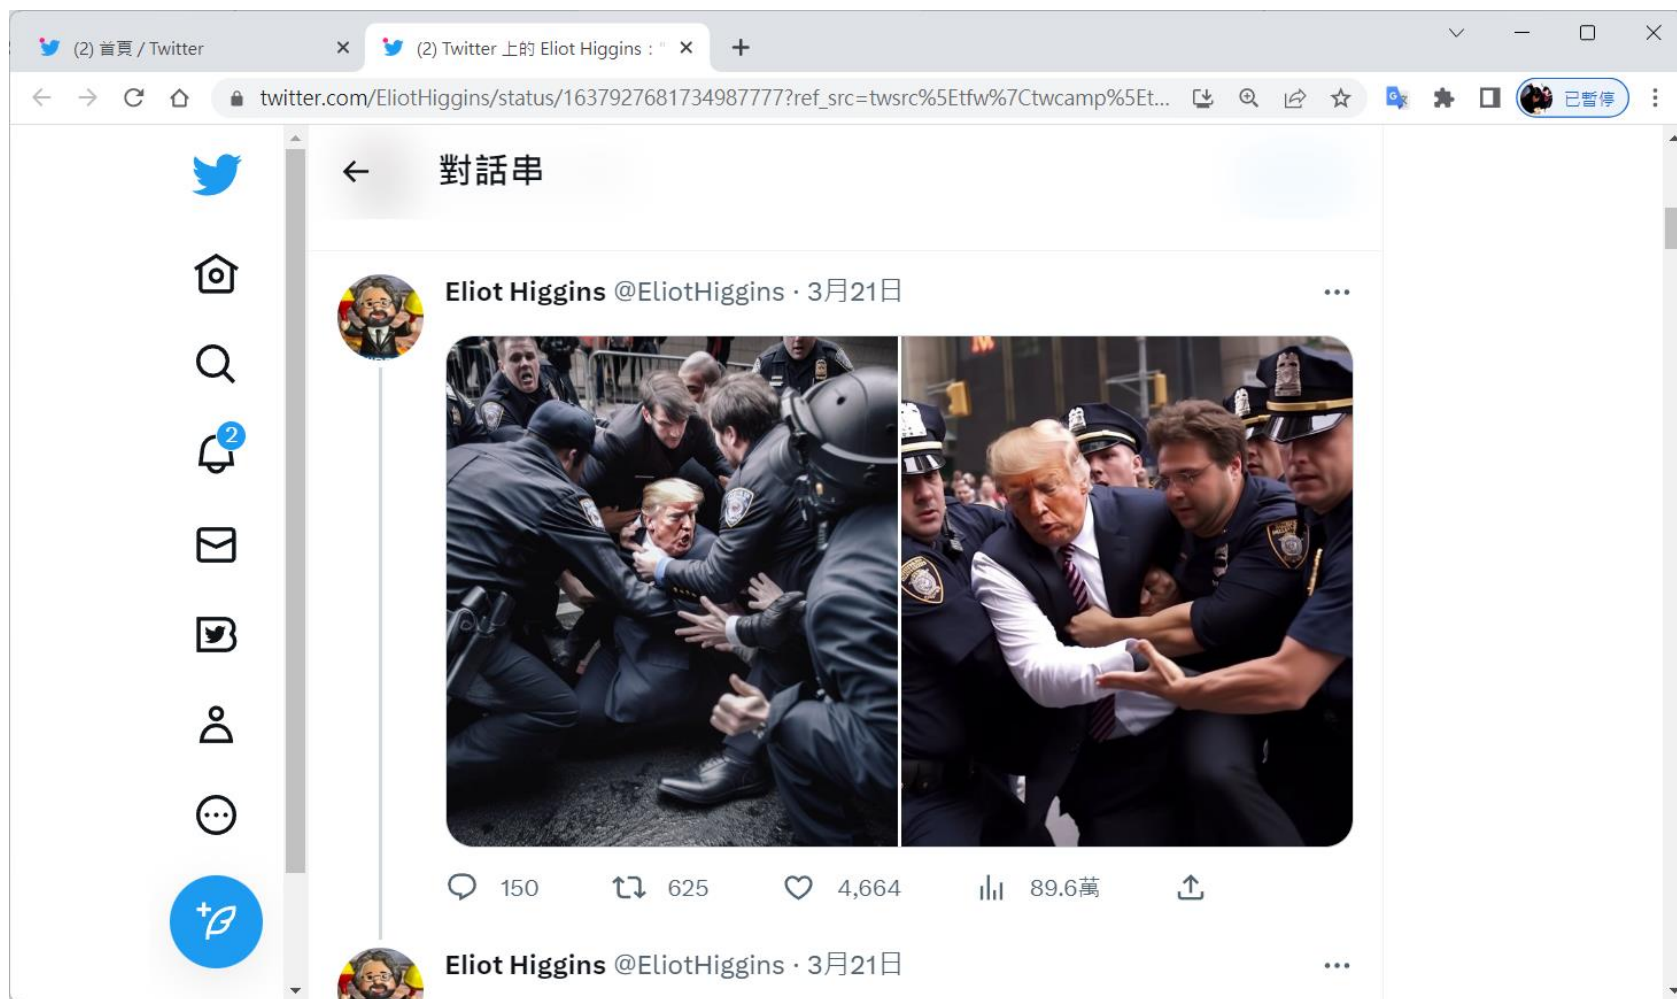 (2) 首頁 / Twitter
(2) Twitter 上的 Eliot Higgins："
twitter.com/EliotHiggins/status/1637927681734987777?ref_src=twsrc%5Etfw%7Ctwcamp%5Et...
已暫停
對話串
Eliot Higgins @EliotHiggins · 3月21日
2
150 625 4,664 89.6萬
Eliot Higgins @EliotHiggins · 3月21日